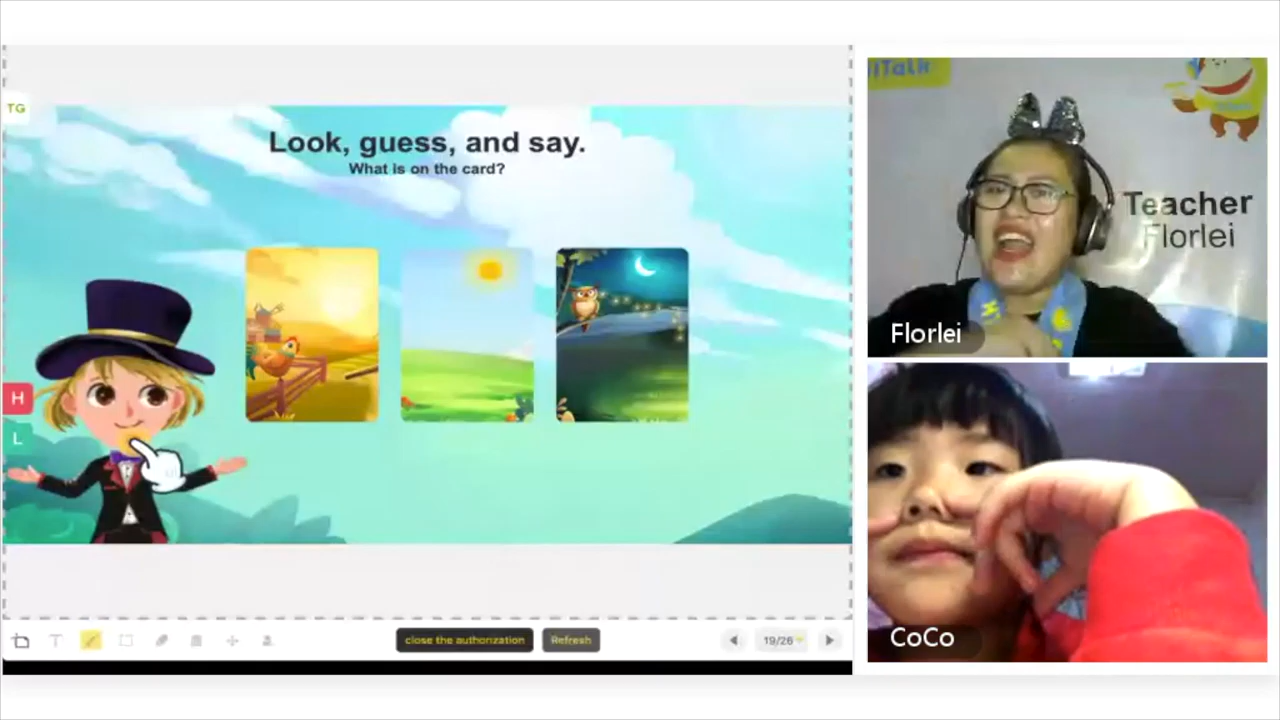 TG
Look, guess, and say.
What is on the card?
H
L
T
close the authorization
Refresh
19/26
Teacher
Florlei
Florlei
CoCo